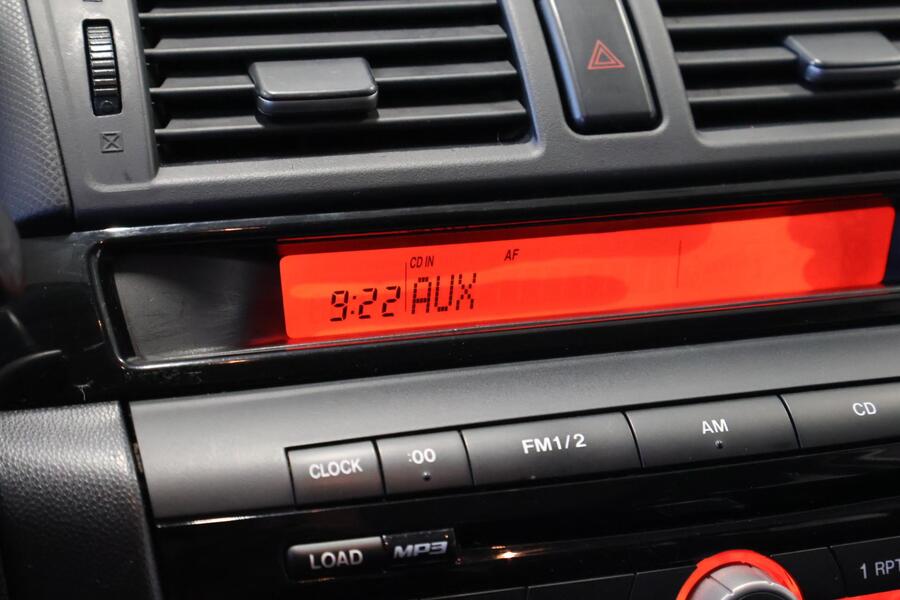 CD IN AF
9:22 AUX
CLOCK :00 FM1/2 AM CD
LOAD MP3
1 RPT